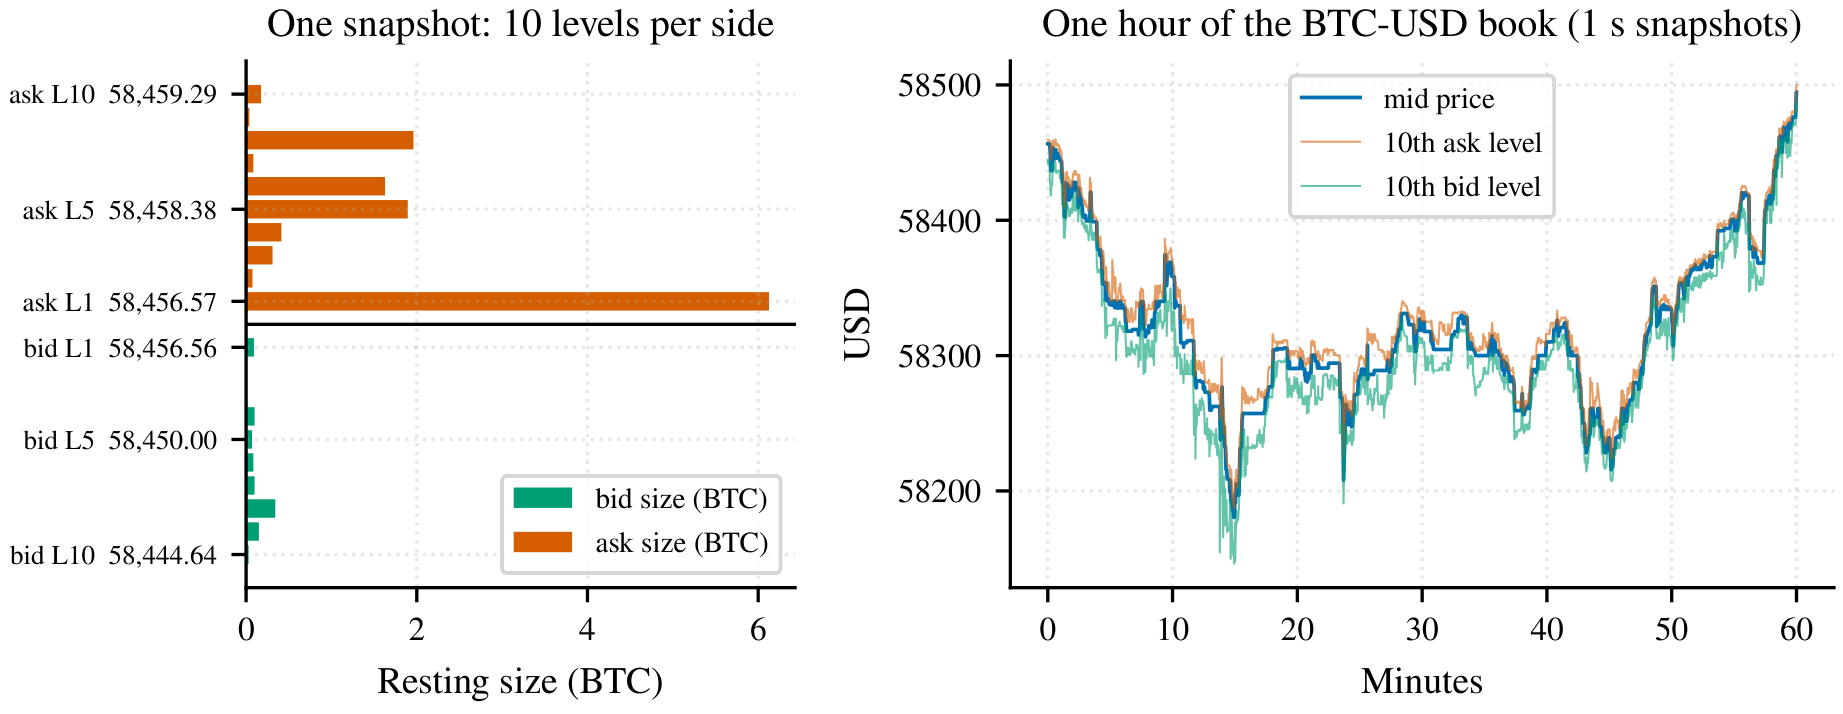 One snapshot: 10 levels per side
ask L10 58,459.29
ask L5 58,458.38
ask L1 58,456.57
bid L1 58,456.56
bid L5 58,450.00
bid L10 58,444.64
bid size (BTC)
ask size (BTC)
0 2 4 6
Resting size (BTC)
One hour of the BTC-USD book (1 s snapshots)
mid price
10th ask level
10th bid level
USD
58500
58400
58300
58200
0 10 20 30 40 50 60
Minutes